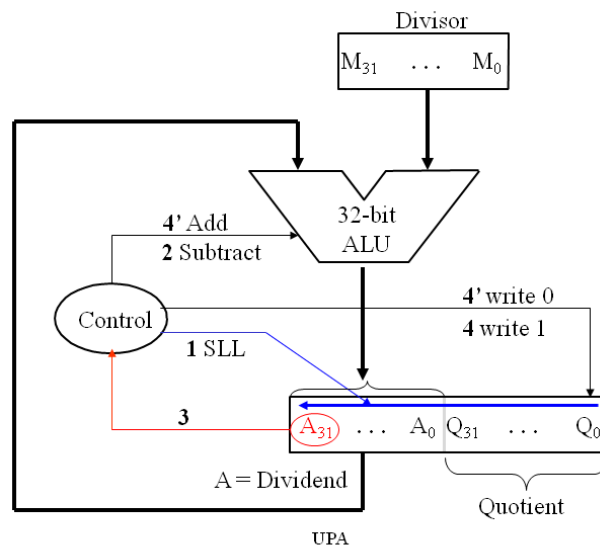 Divisor
M31 ... M0
32-bit
ALU
4' Add
2 Subtract
4' write 0
4 write 1
Control
1 SLL
3
A31 ... A0 Q31 ... Q0
A = Dividend
Quotient
UPA